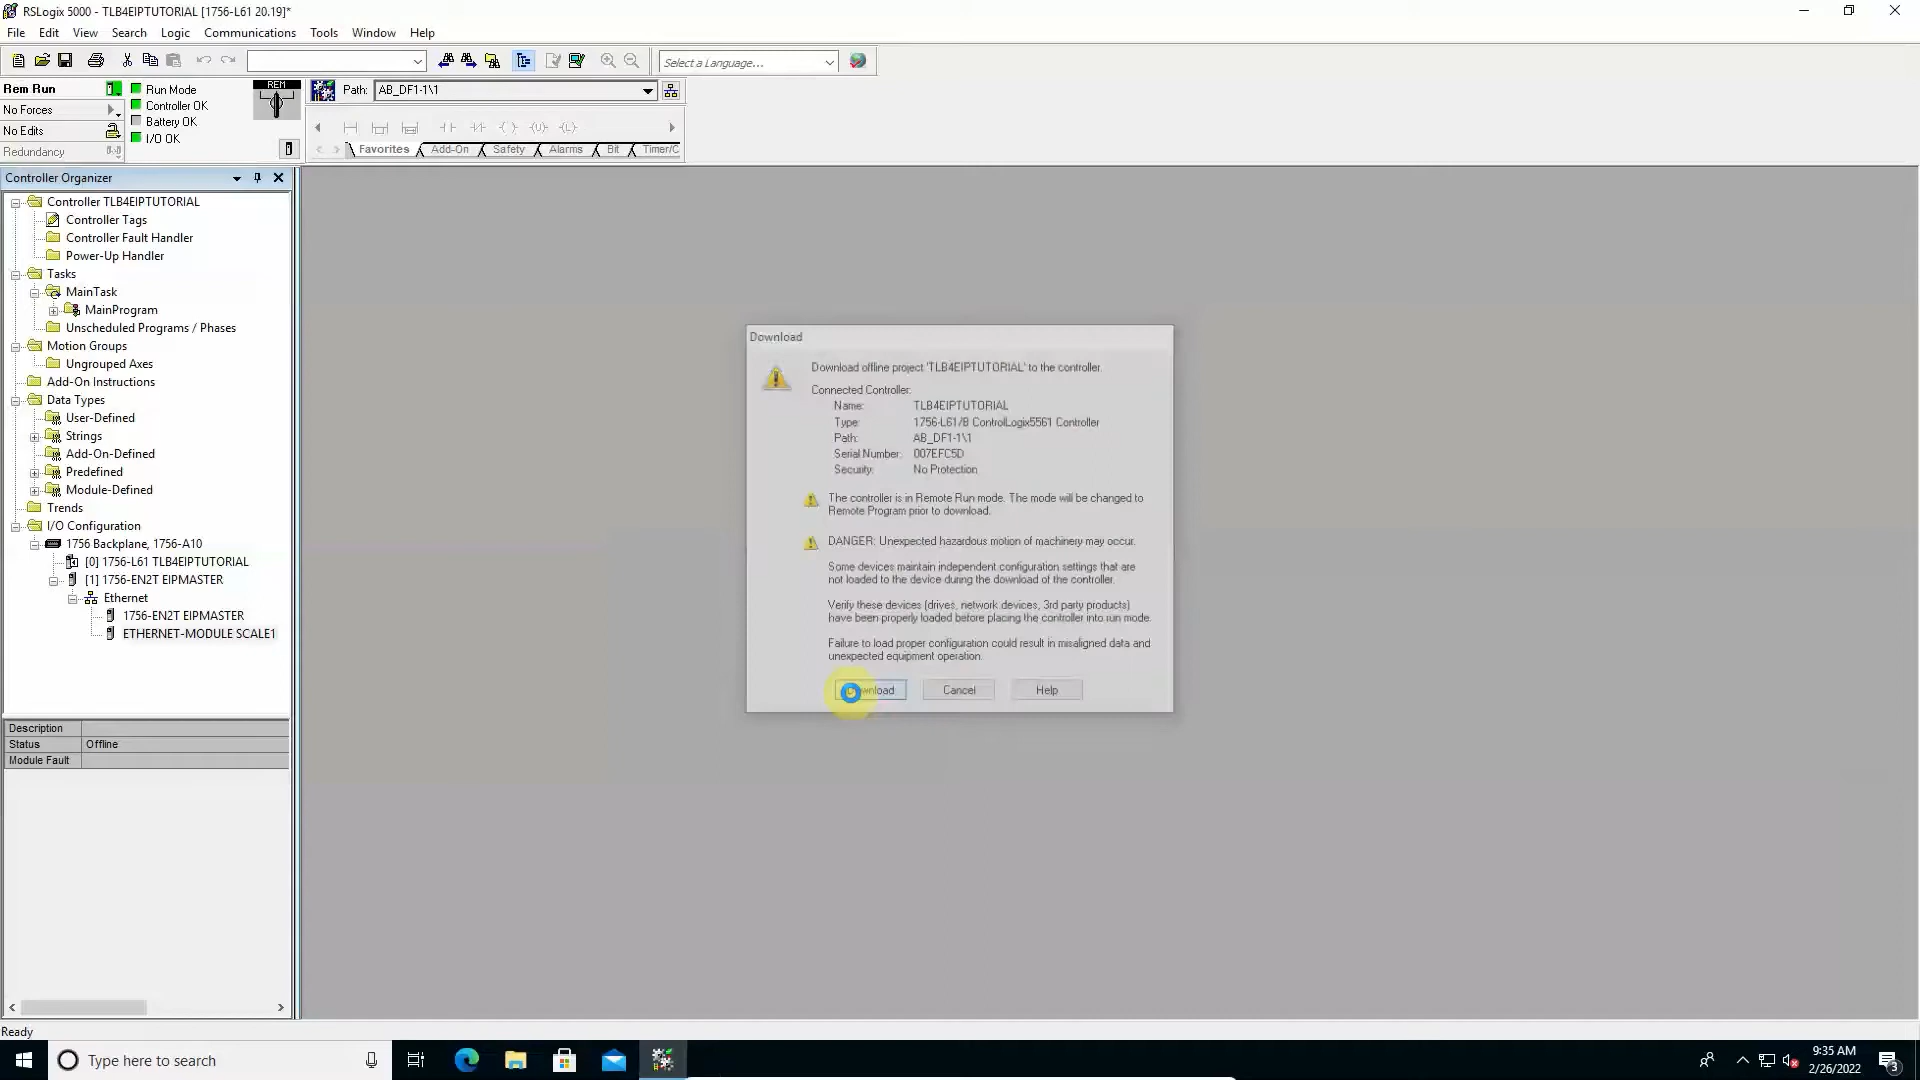 RSLogix 5000 - TLB4EIPTUTORIAL [1756-L61 20.19]*
File Edit View Search Logic Communications Tools Window Help
Select a Language...
Rem Run
No Forces
No Edits
Redundancy
Run Mode
Controller OK
Battery OK
I/O OK
REM
Path: AB_DF1-1\1
Favorites Add-On Safety Alarms Bit Timer/C
Controller Organizer
Controller TLB4EIPTUTORIAL
Controller Tags
Controller Fault Handler
Power-Up Handler
Tasks
MainTask
MainProgram
Unscheduled Programs / Phases
Motion Groups
Ungrouped Axes
Add-On Instructions
Data Types
User-Defined
Strings
Add-On-Defined
Predefined
Module-Defined
Trends
I/O Configuration
1756 Backplane, 1756-A10
[0] 1756-L61 TLB4EIPTUTORIAL
[1] 1756-EN2T EIPMASTER
Ethernet
1756-EN2T EIPMASTER
ETHERNET-MODULE SCALE1
Description
Status Offline
Module Fault
Download
Download offline project 'TLB4EIPTUTORIAL' to the controller.
Connected Controller:
Name: TLB4EIPTUTORIAL
Type: 1756-L61/B ControlLogix5561 Controller
Path: AB_DF1-1\1
Serial Number: 007EFC5D
Security: No Protection
The controller is in Remote Run mode. The mode will be changed to
Remote Program prior to download.
DANGER: Unexpected hazardous motion of machinery may occur.
Some devices maintain independent configuration settings that are
not loaded to the device during the download of the controller.
Verify these devices (drives, network devices, 3rd party products)
have been properly loaded before placing the controller into run mode.
Failure to load proper configuration could result in misaligned data and
unexpected equipment operation.
Download Cancel Help
Ready
Type here to search
9:35 AM
2/26/2022
3